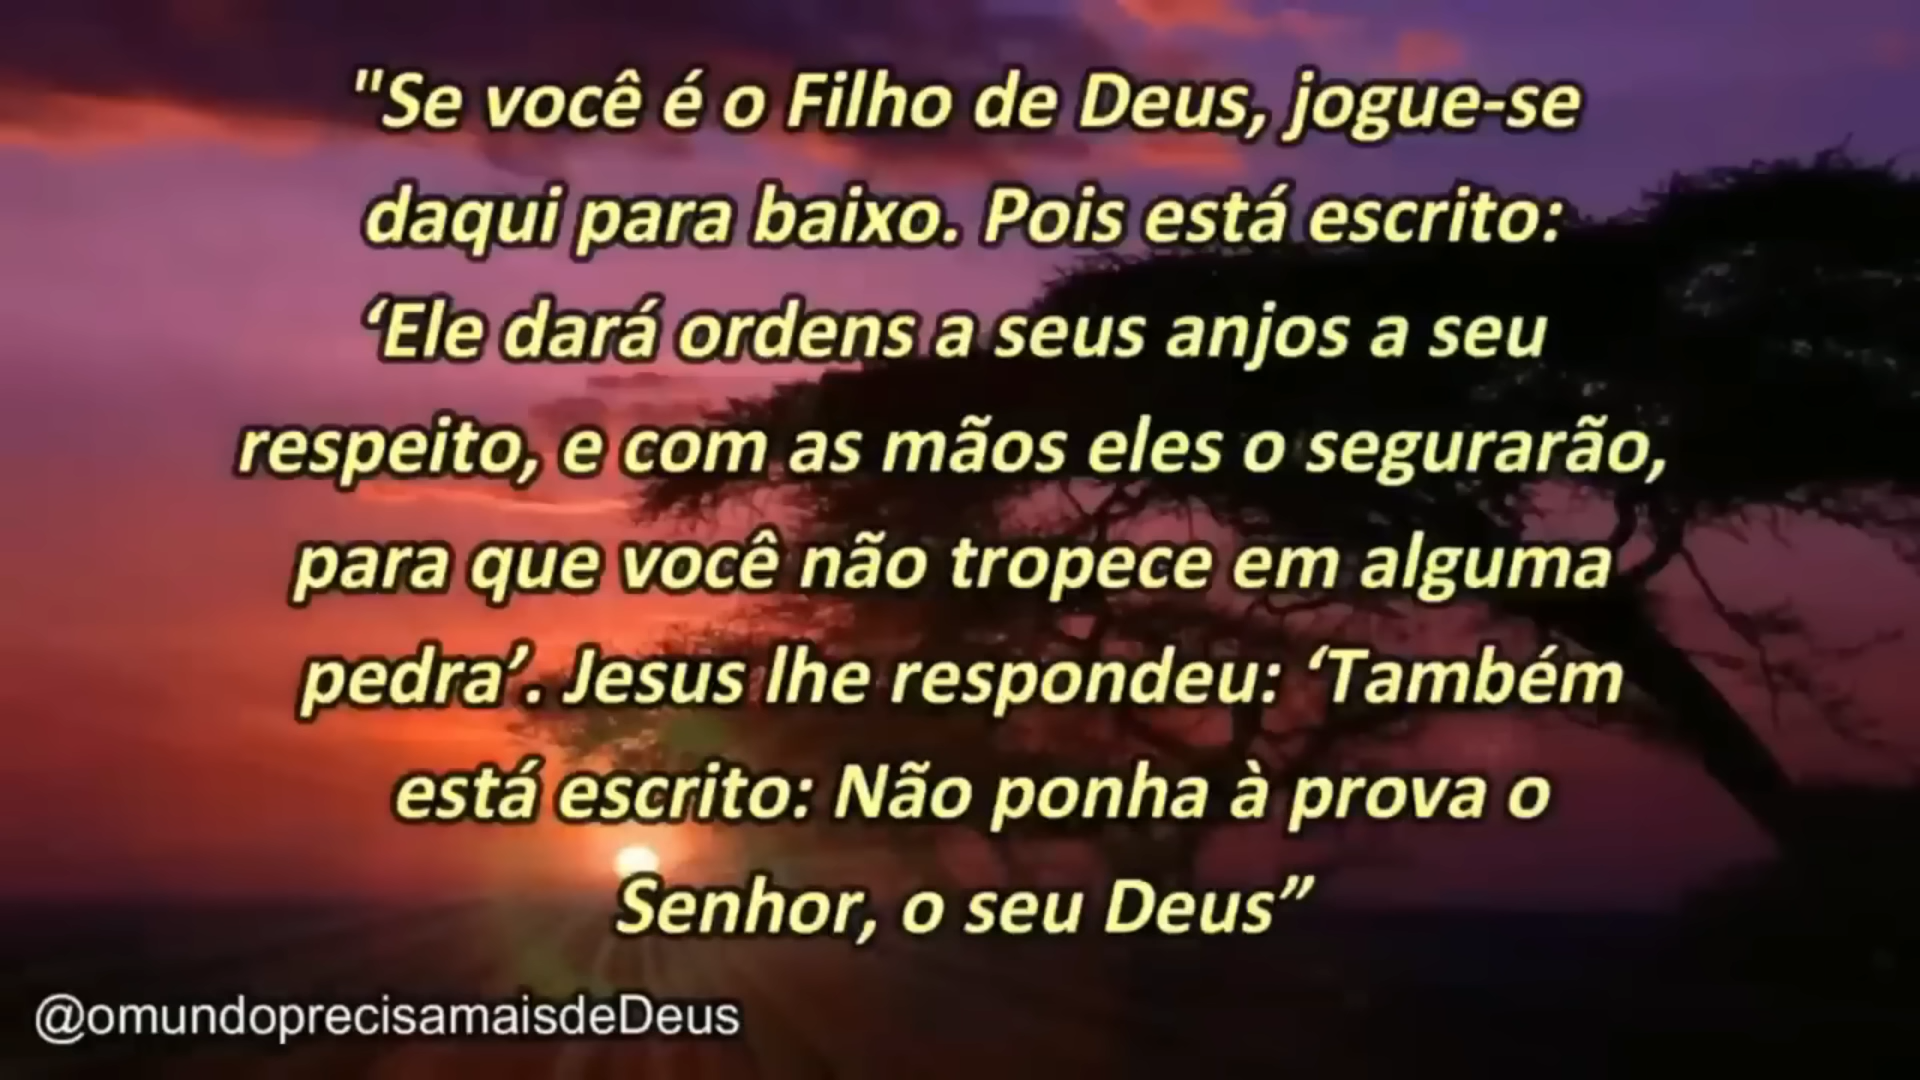 "Se você é o Filho de Deus, jogue-se
daqui para baixo. Pois está escrito:
‘Ele dará ordens a seus anjos a seu
respeito, e com as mãos eles o segurarão,
para que você não tropece em alguma
pedra’. Jesus lhe respondeu: ‘Também
está escrito: Não ponha à prova o
Senhor, o seu Deus”
@omundoprecisamaisdeDeus